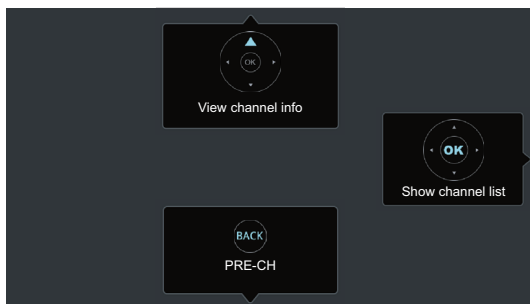 OK
View channel info
OK
Show channel list
BACK
PRE-CH